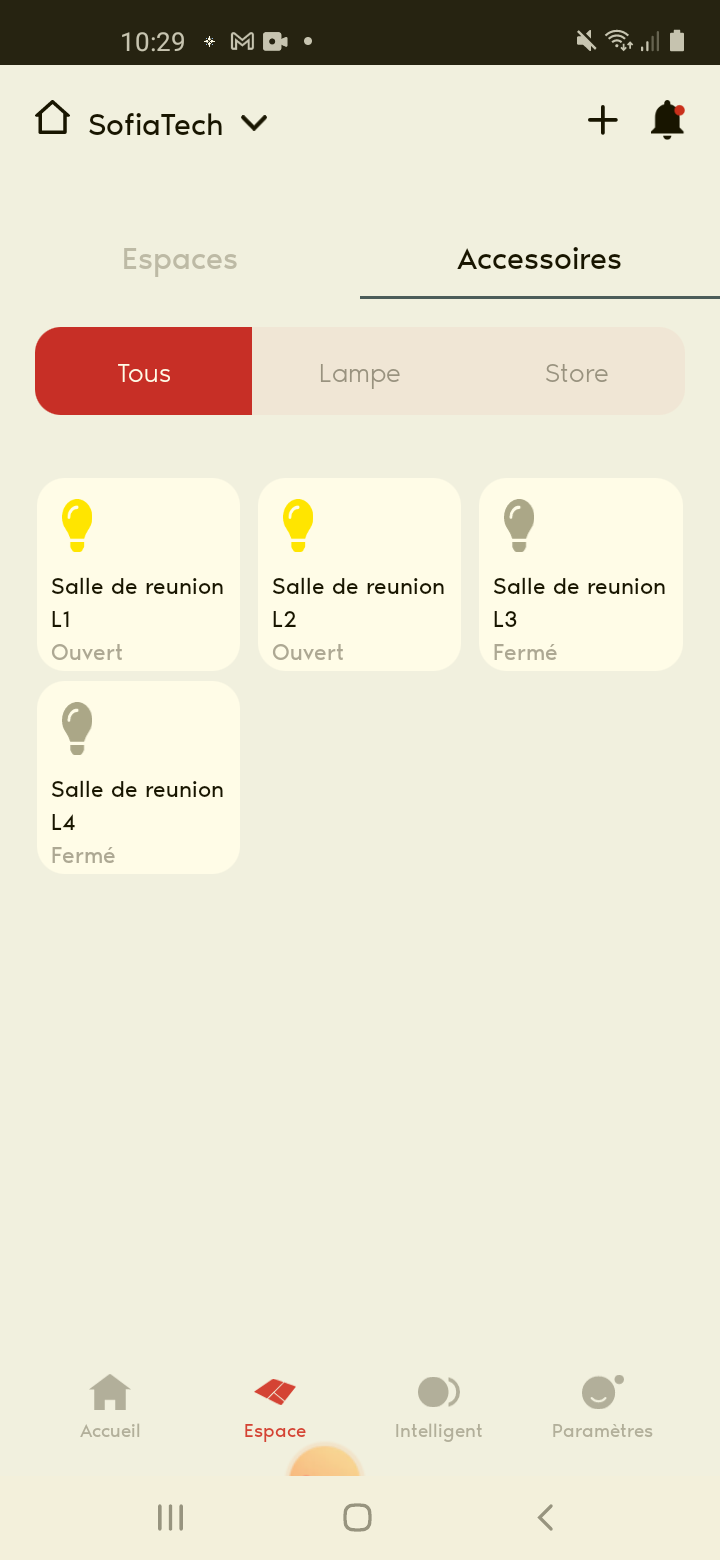 10:29
SofiaTech
Espaces
Accessoires
Tous
Lampe
Store
Salle de reunion
L1
Ouvert
Salle de reunion
L2
Ouvert
Salle de reunion
L3
Fermé
Salle de reunion
L4
Fermé
Accueil
Espace
Intelligent
Paramètres